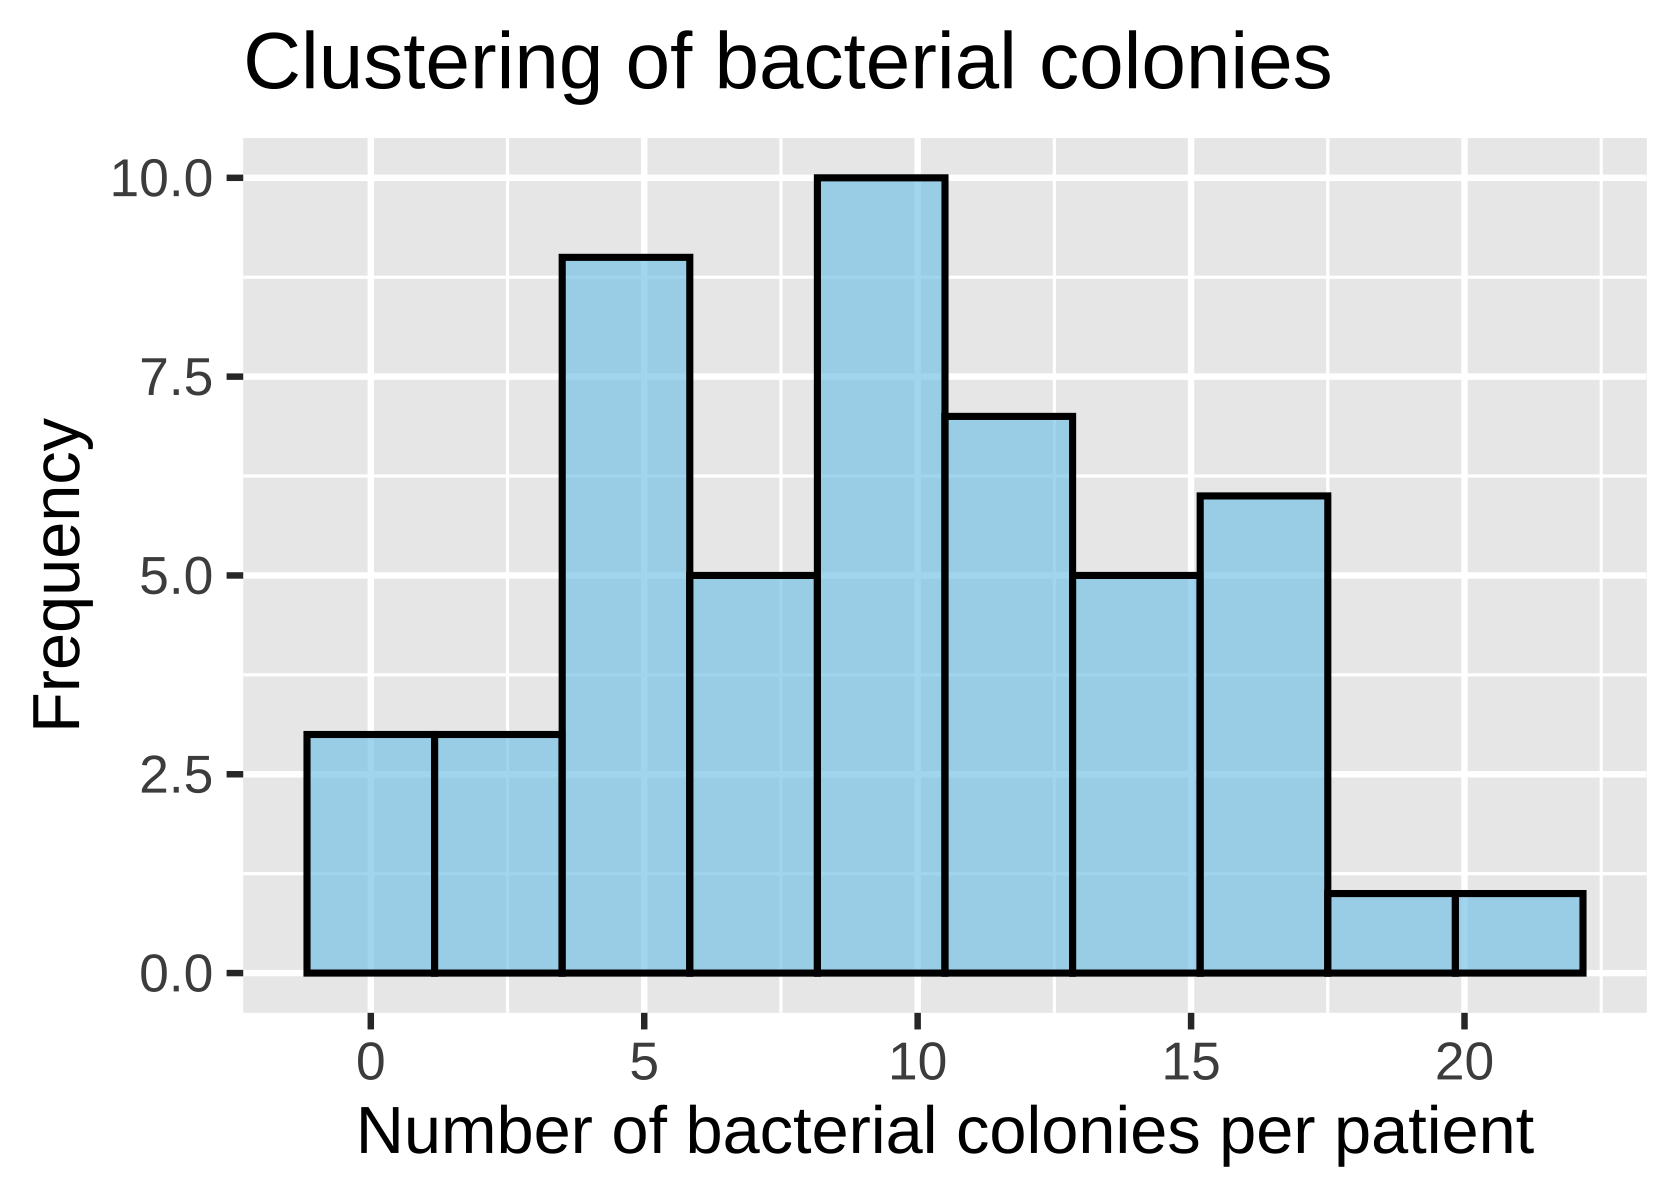 Clustering of bacterial colonies
10.0
7.5
5.0
2.5
0.0
Frequency
0 5 10 15 20
Number of bacterial colonies per patient